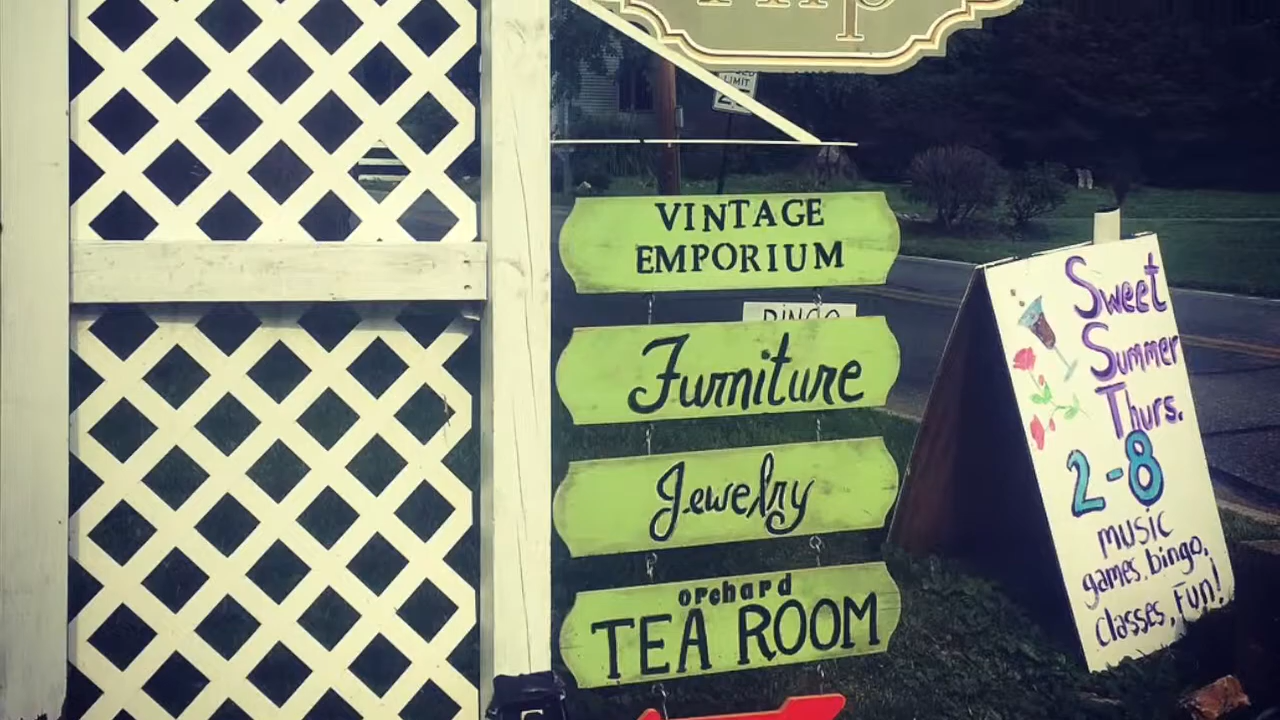 LIMIT
VINTAGE
EMPORIUM
BINGO
Furniture
Jewelry
orchard
TEA ROOM
Sweet
Summer
Thurs.
2-8
music
games, bingo,
classes, Fun!